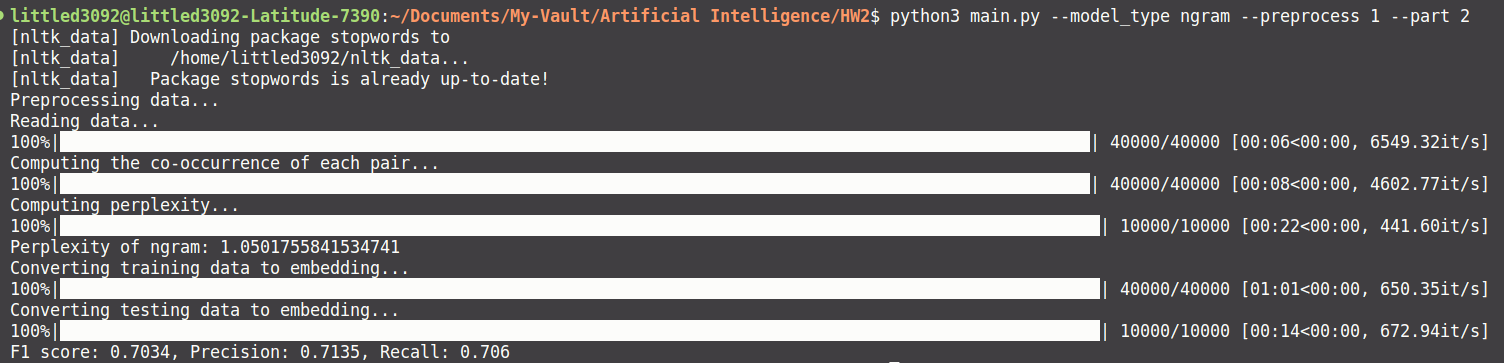 littled3092@littled3092-Latitude-7390:~/Documents/My-Vault/Artificial Intelligence/HW2$ python3 main.py --model_type ngram --preprocess 1 --part 2
[nltk_data] Downloading package stopwords to
[nltk_data]     /home/littled3092/nltk_data...
[nltk_data]   Package stopwords is already up-to-date!
Preprocessing data...
Reading data...
100%|██████████| 40000/40000 [00:06<00:00, 6549.32it/s]
Computing the co-occurrence of each pair...
100%|██████████| 40000/40000 [00:08<00:00, 4602.77it/s]
Computing perplexity...
100%|██████████| 10000/10000 [00:22<00:00, 441.60it/s]
Perplexity of ngram: 1.0501755841534741
Converting training data to embedding...
100%|██████████| 40000/40000 [01:01<00:00, 650.35it/s]
Converting testing data to embedding...
100%|██████████| 10000/10000 [00:14<00:00, 672.94it/s]
F1 score: 0.7034, Precision: 0.7135, Recall: 0.706